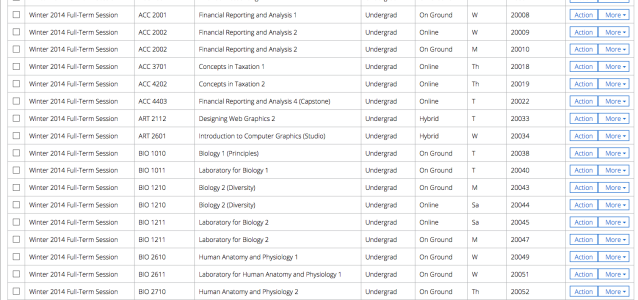 Winter 2014 Full-Term Session ACC 2001 Financial Reporting and Analysis 1 Undergrad On Ground W 20008 Action More
Winter 2014 Full-Term Session ACC 2002 Financial Reporting and Analysis 2 Undergrad Online W 20009 Action More
Winter 2014 Full-Term Session ACC 2002 Financial Reporting and Analysis 2 Undergrad On Ground M 20010 Action More
Winter 2014 Full-Term Session ACC 3701 Concepts in Taxation 1 Undergrad Online Th 20018 Action More
Winter 2014 Full-Term Session ACC 4202 Concepts in Taxation 2 Undergrad Online Th 20019 Action More
Winter 2014 Full-Term Session ACC 4403 Financial Reporting and Analysis 4 (Capstone) Undergrad Online T 20022 Action More
Winter 2014 Full-Term Session ART 2112 Designing Web Graphics 2 Undergrad Hybrid T 20033 Action More
Winter 2014 Full-Term Session ART 2601 Introduction to Computer Graphics (Studio) Undergrad Hybrid W 20034 Action More
Winter 2014 Full-Term Session BIO 1010 Biology 1 (Principles) Undergrad On Ground T 20038 Action More
Winter 2014 Full-Term Session BIO 1011 Laboratory for Biology 1 Undergrad On Ground T 20040 Action More
Winter 2014 Full-Term Session BIO 1210 Biology 2 (Diversity) Undergrad On Ground M 20043 Action More
Winter 2014 Full-Term Session BIO 1210 Biology 2 (Diversity) Undergrad Online Sa 20044 Action More
Winter 2014 Full-Term Session BIO 1211 Laboratory for Biology 2 Undergrad Online Sa 20045 Action More
Winter 2014 Full-Term Session BIO 1211 Laboratory for Biology 2 Undergrad On Ground M 20047 Action More
Winter 2014 Full-Term Session BIO 2610 Human Anatomy and Physiology 1 Undergrad On Ground W 20049 Action More
Winter 2014 Full-Term Session BIO 2611 Laboratory for Human Anatomy and Physiology 1 Undergrad On Ground W 20051 Action More
Winter 2014 Full-Term Session BIO 2710 Human Anatomy and Physiology 2 Undergrad On Ground Th 20052 Action More